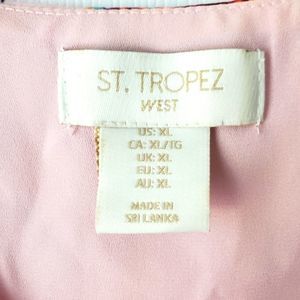 ST. TROPEZ
WEST
US: XL
CA: XL/TG
UK: XL
EU: XL
AU: XL
MADE IN
SRI LANKA